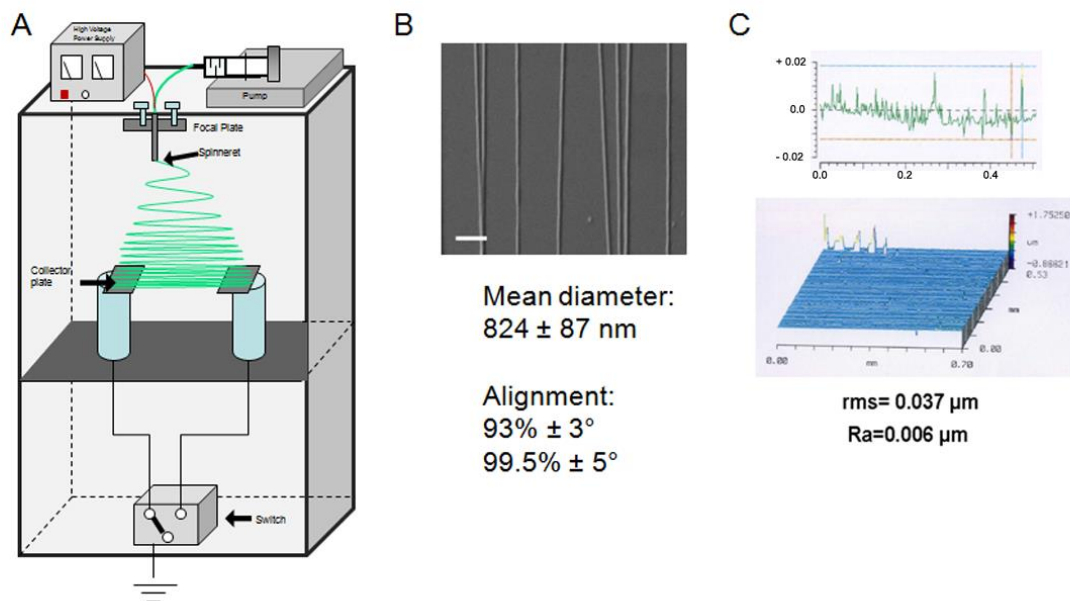 A
High Voltage
Power Supply
Pump
Focal Plate
Spinneret
Collector
plate
Switch
B
Mean diameter:
824 ± 87 nm
Alignment:
93% ± 3°
99.5% ± 5°
C
+ 0.02
0.0
- 0.02
0.0
0.2
0.4
+1.75250
um
-0.86621
0.53
mm
0.00
0.00
mm
0.70
rms= 0.037 µm
Ra=0.006 µm